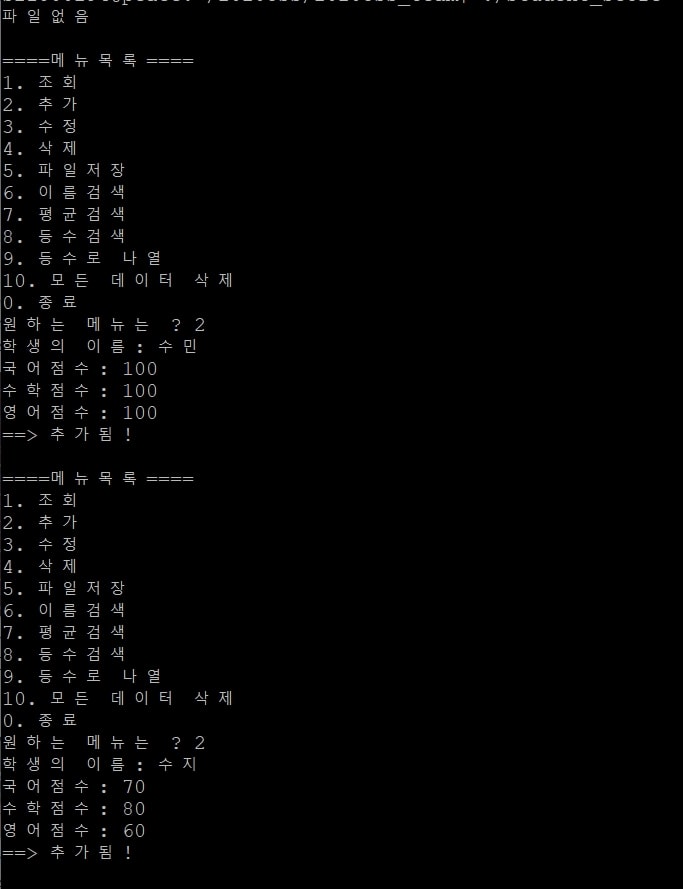 파일없음
====메뉴목록====
1. 조회
2. 추가
3. 수정
4. 삭제
5. 파일저장
6. 이름검색
7. 평균검색
8. 등수검색
9. 등수로 나열
10. 모든 데이터 삭제
0. 종료
원하는 메뉴는 ? 2
학생의 이름 : 수민
국어점수 : 100
수학점수 : 100
영어점수 : 100
==> 추가됨 !
====메뉴목록====
1. 조회
2. 추가
3. 수정
4. 삭제
5. 파일저장
6. 이름검색
7. 평균검색
8. 등수검색
9. 등수로 나열
10. 모든 데이터 삭제
0. 종료
원하는 메뉴는 ? 2
학생의 이름 : 수지
국어점수 : 70
수학점수 : 80
영어점수 : 60
==> 추가됨 !